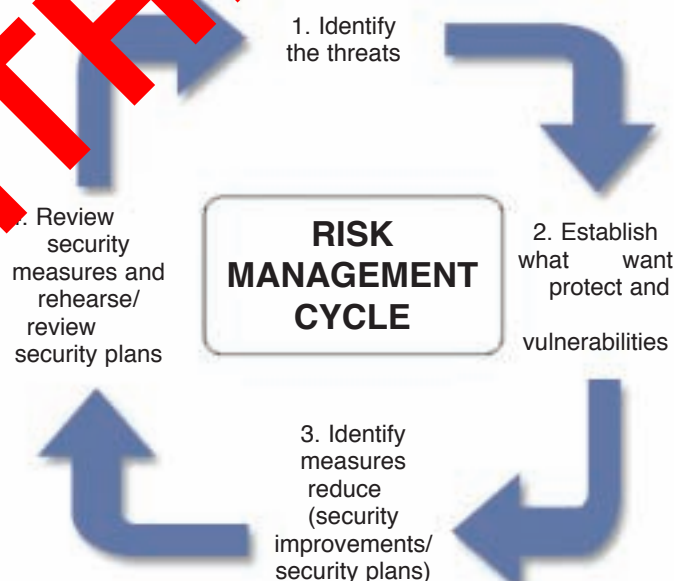 1. Identify
the threats
RISK
MANAGEMENT
CYCLE
2. Establish
what want
protect and
vulnerabilities
3. Identify
measures
reduce
(security
improvements/
security plans)
. Review
security
measures and
rehearse/
review
security plans
TH